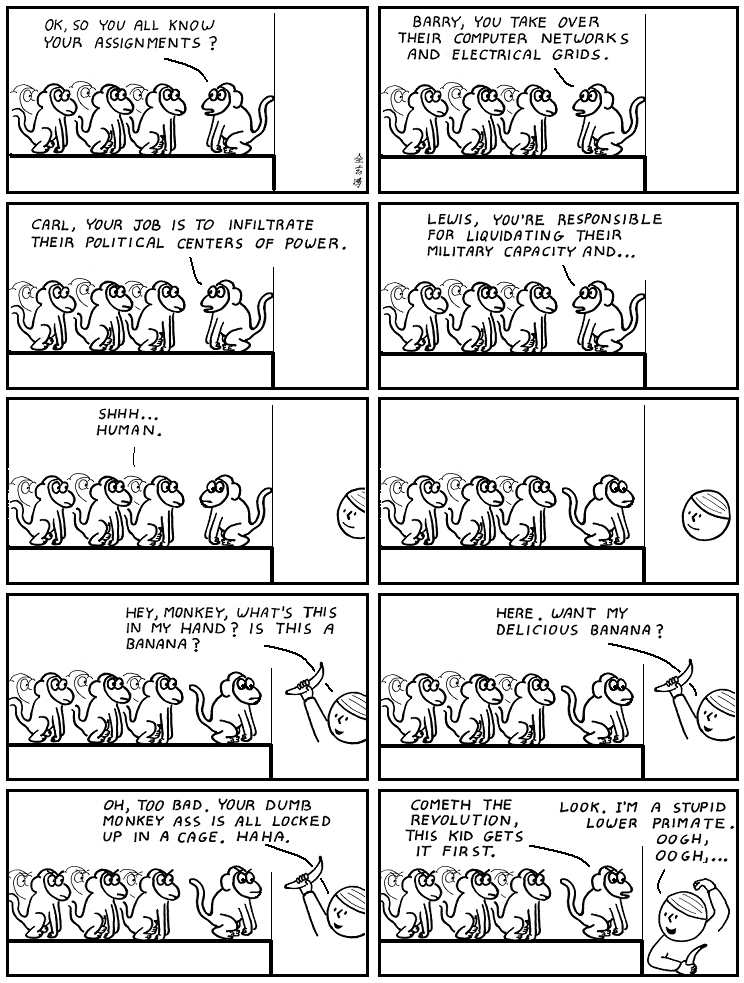 OK, SO YOU ALL KNOW
YOUR ASSIGNMENTS?
BARRY, YOU TAKE OVER
THEIR COMPUTER NETWORKS
AND ELECTRICAL GRIDS.
CARL, YOUR JOB IS TO INFILTRATE
THEIR POLITICAL CENTERS OF POWER.
LEWIS, YOU'RE RESPONSIBLE
FOR LIQUIDATING THEIR
MILITARY CAPACITY AND...
SHHH...
HUMAN.
HEY, MONKEY, WHAT'S THIS
IN MY HAND? IS THIS A
BANANA?
HERE. WANT MY
DELICIOUS BANANA?
OH, TOO BAD. YOUR DUMB
MONKEY ASS IS ALL LOCKED
UP IN A CAGE. HAHA.
COMETH THE
REVOLUTION,
THIS KID GETS
IT FIRST.
LOOK. I'M A STUPID
LOWER PRIMATE.
OOGH,
OOGH,...